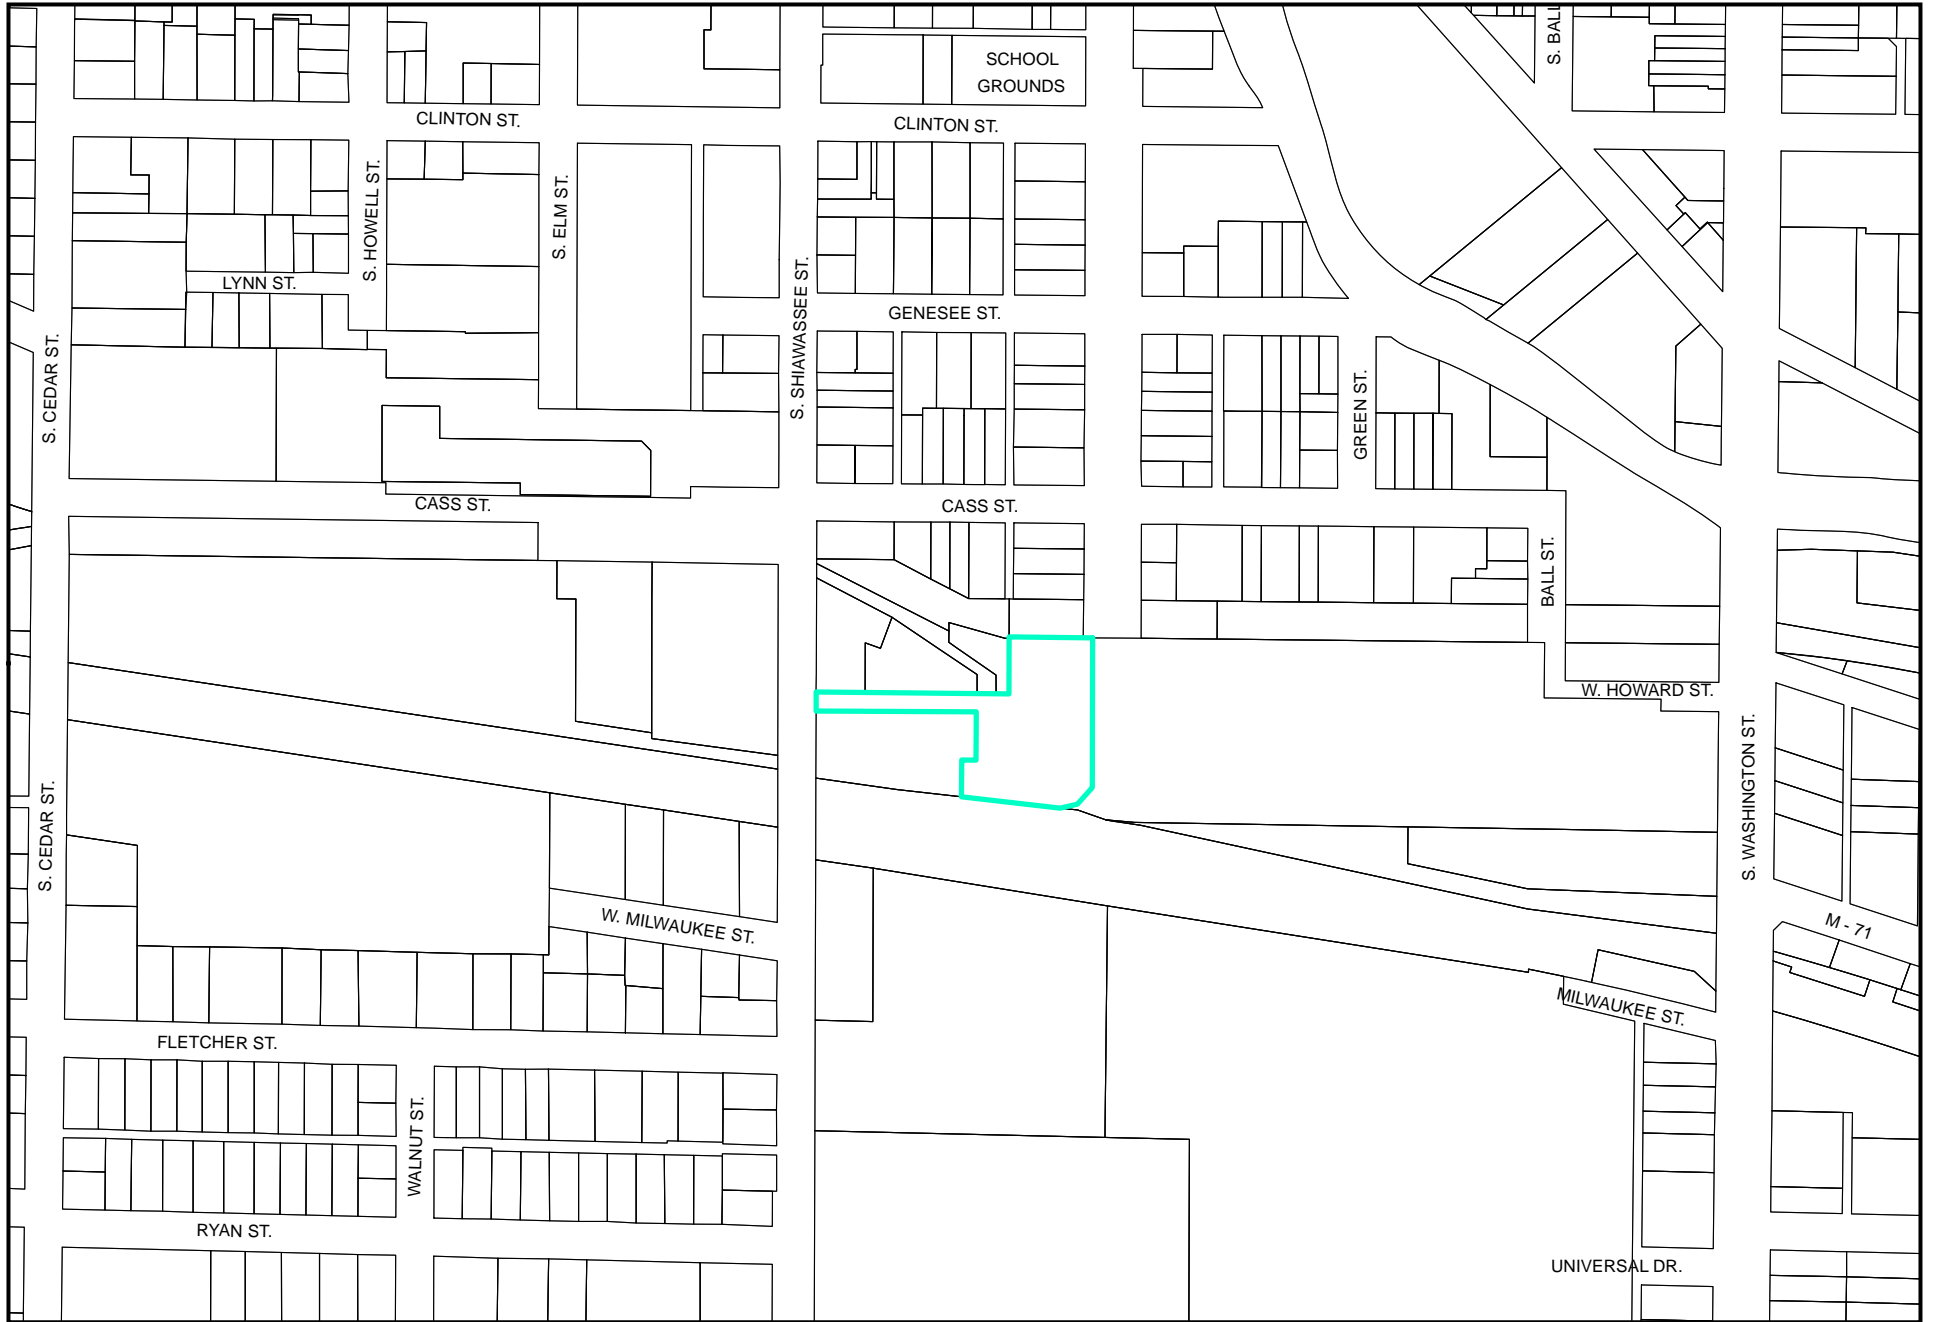 S. BALL
SCHOOL
GROUNDS
CLINTON ST.
CLINTON ST.
S. HOWELL ST.
S. ELM ST.
LYNN ST.
S. SHIAWASSEE ST.
GENESEE ST.
S. CEDAR ST.
GREEN ST.
CASS ST.
CASS ST.
BALL ST.
W. HOWARD ST.
S. WASHINGTON ST.
S. CEDAR ST.
W. MILWAUKEE ST.
M - 71
MILWAUKEE ST.
FLETCHER ST.
WALNUT ST.
RYAN ST.
UNIVERSAL DR.